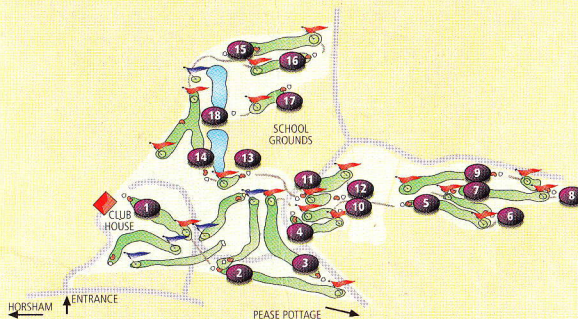 15
16
17
18
SCHOOL
GROUNDS
14
13
11
12
10
9
7
8
5
6
4
1
CLUB
HOUSE
2
3
ENTRANCE
HORSHAM
PEASE POTTAGE